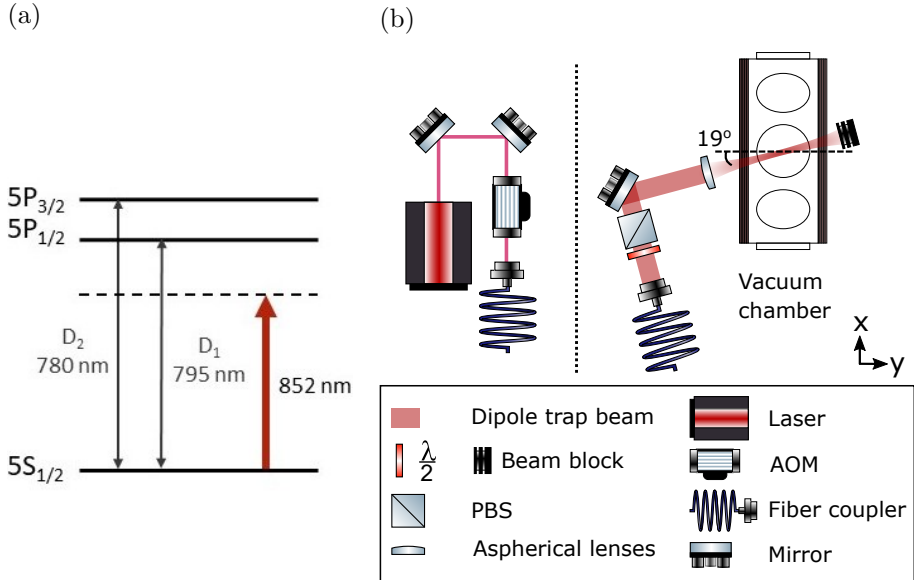 (a)
5P3/2
5P1/2
D2
780 nm
D1
795 nm
852 nm
5S1/2
(b)
19°
Vacuum
chamber
x
y
Dipole trap beam
λ/2
Beam block
PBS
Aspherical lenses
Laser
AOM
Fiber coupler
Mirror